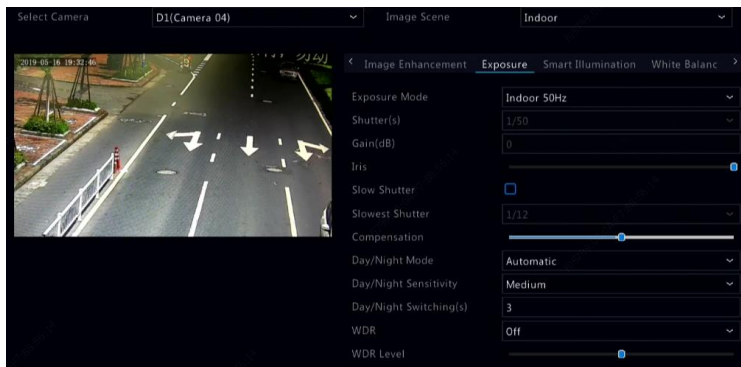 Select Camera D1(Camera 04) Image Scene Indoor
2019-05-16 19:32:46
Image Enhancement Exposure Smart Illumination White Balanc
Exposure Mode Indoor 50Hz
Shutter(s) 1/50
Gain(dB) 0
Iris
Slow Shutter
Slowest Shutter 1/12
Compensation
Day/Night Mode Automatic
Day/Night Sensitivity Medium
Day/Night Switching(s) 3
WDR Off
WDR Level